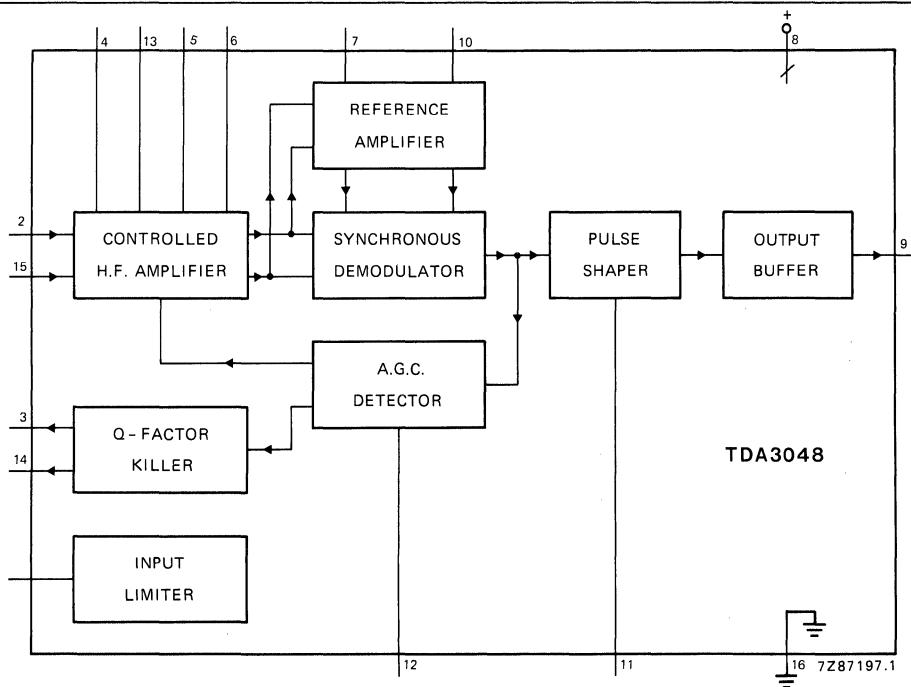 +
4 13 5 6 7 10 8
REFERENCE
AMPLIFIER
2
15
CONTROLLED
H.F. AMPLIFIER
SYNCHRONOUS
DEMODULATOR
PULSE
SHAPER
OUTPUT
BUFFER
9
A.G.C.
DETECTOR
3
14
Q-FACTOR
KILLER
TDA3048
INPUT
LIMITER
12 11 16 7Z87197.1